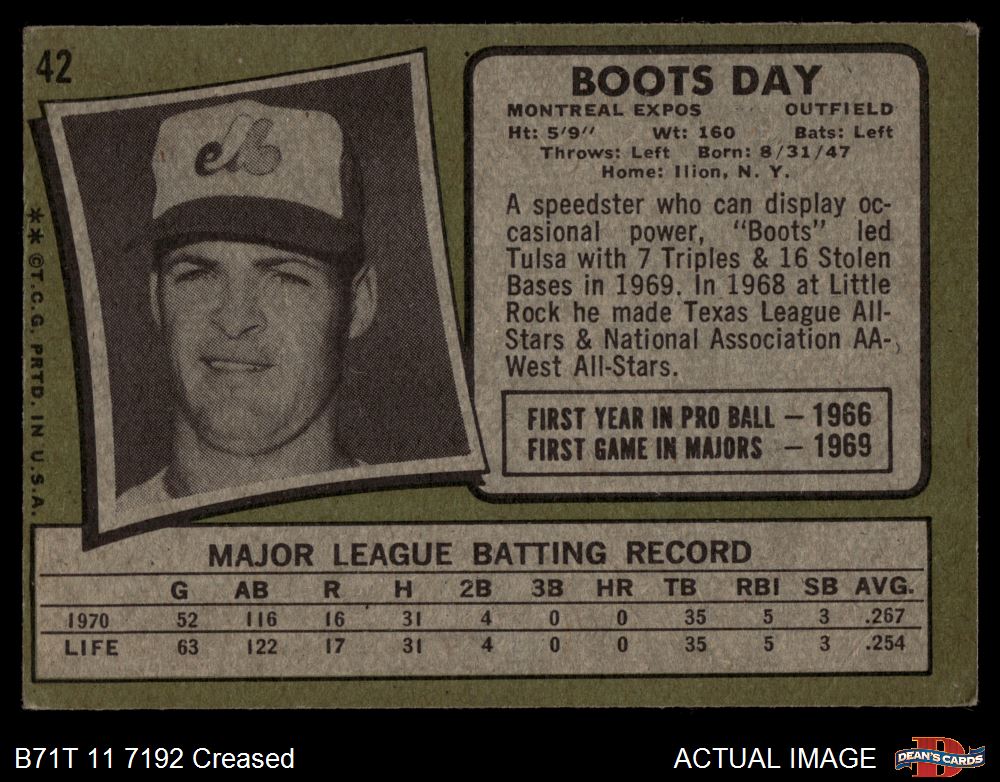 42
eb
BOOTS DAY
MONTREAL EXPOS OUTFIELD
Ht: 5'9" Wt: 160 Bats: Left
Throws: Left Born: 8/31/47
Home: Ilion, N. Y.
A speedster who can display oc-
casional power, "Boots" led
Tulsa with 7 Triples & 16 Stolen
Bases in 1969. In 1968 at Little
Rock he made Texas League All-
Stars & National Association AA-
West All-Stars.
FIRST YEAR IN PRO BALL — 1966
FIRST GAME IN MAJORS — 1969
** ©T.C.G. PRTD. IN U.S.A.
MAJOR LEAGUE BATTING RECORD
G AB R H 2B 3B HR TB RBI SB AVG.
1970 52 116 16 31 4 0 0 35 5 3 .267
LIFE 63 122 17 31 4 0 0 35 5 3 .254
B71T 11 7192 Creased
ACTUAL IMAGE
D
DEAN'S CARDS